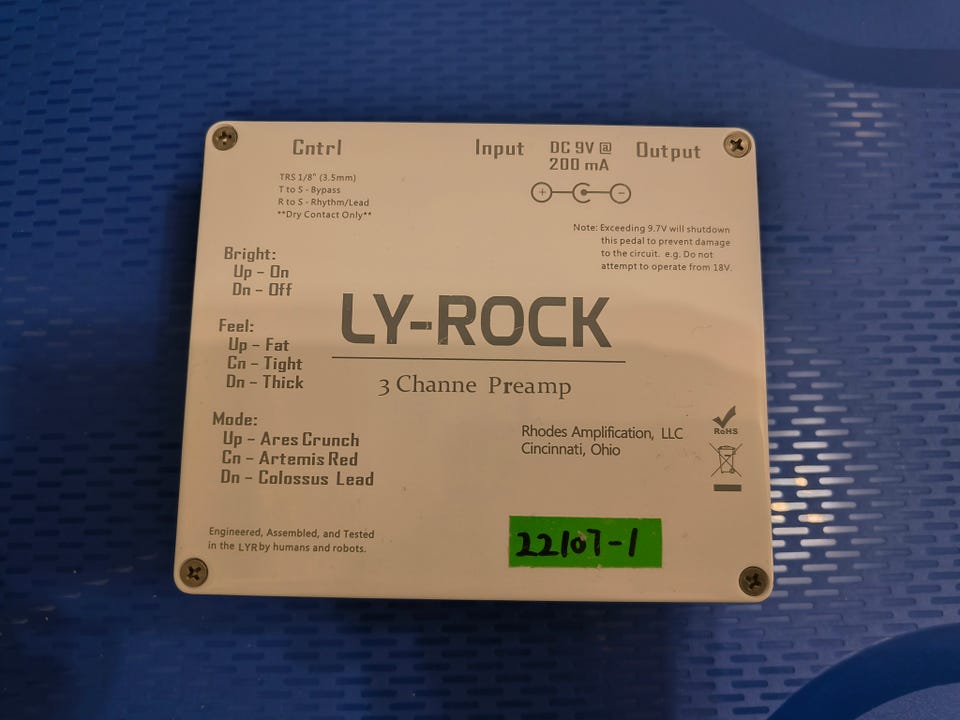 Cntrl
TRS 1/8" (3.5mm)
T to S - Bypass
R to S - Rhythm/Lead
**Dry Contact Only**
Input
DC 9V @
200 mA
Output
+ -
Note: Exceeding 9.7V will shutdown
this pedal to prevent damage
to the circuit. e.g. Do not
attempt to operate from 18V.
Bright:
Up - On
Dn - Off
Feel:
Up - Fat
Cn - Tight
Dn - Thick
Mode:
Up - Ares Crunch
Cn - Artemis Red
Dn - Colossus Lead
LY-ROCK
3 Channe Preamp
Rhodes Amplification, LLC
Cincinnati, Ohio
RoHS
Engineered, Assembled, and Tested
in the LYR by humans and robots.
22107-1